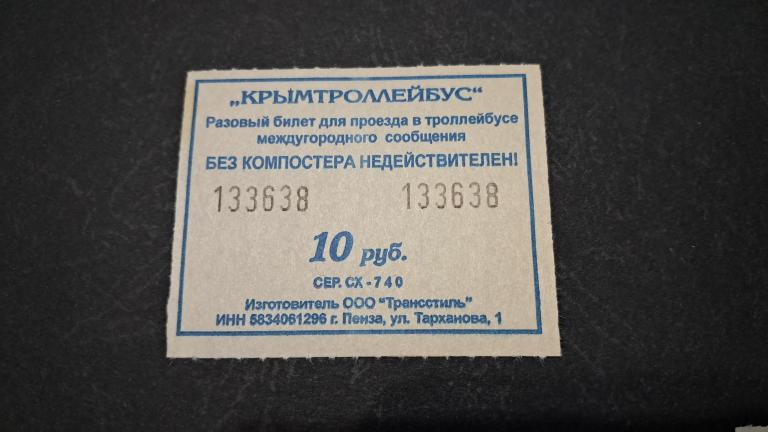 „КРЫМТРОЛЛЕЙБУС“
Разовый билет для проезда в троллейбусе
междугородного сообщения
БЕЗ КОМПОСТЕРА НЕДЕЙСТВИТЕЛЕН!
133638 133638
10 руб.
СЕР. СХ - 740
Изготовитель ООО "Трансстиль"
ИНН 5834061296 г. Пенза, ул. Тарханова, 1